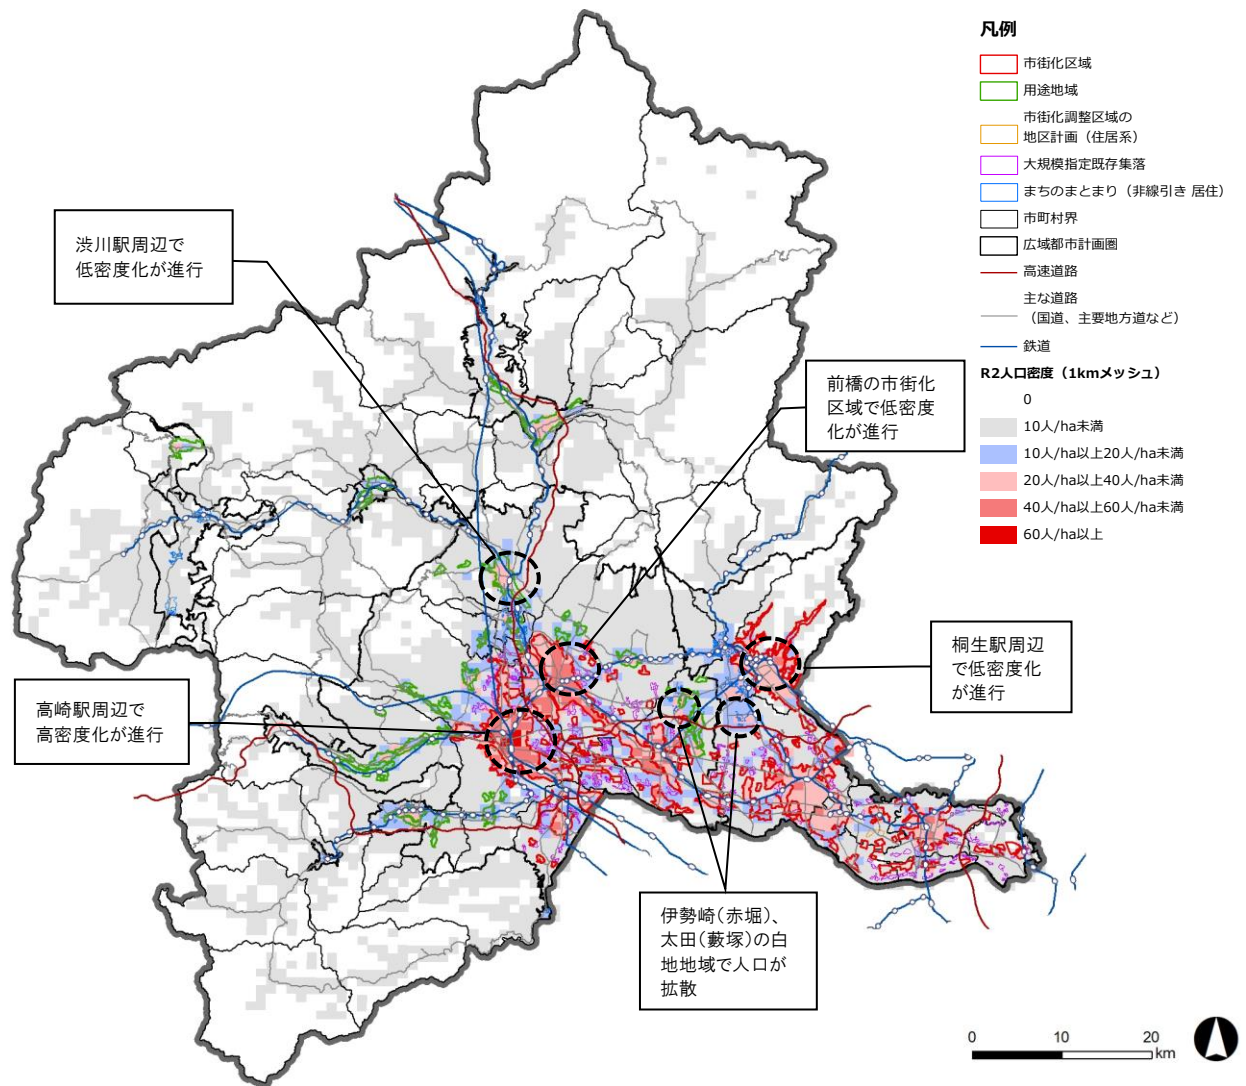 凡例
市街化区域
用途地域
市街化調整区域の
地区計画（住居系）
大規模指定既存集落
まちのまとまり（非線引き 居住）
市町村界
広域都市計画圏
高速道路
主な道路
（国道、主要地方道など）
鉄道
R2人口密度（1kmメッシュ）
0
10人/ha未満
10人/ha以上20人/ha未満
20人/ha以上40人/ha未満
40人/ha以上60人/ha未満
60人/ha以上
渋川駅周辺で
低密度化が進行
前橋の市街化
区域で低密度
化が進行
桐生駅周辺
で低密度化
が進行
高崎駅周辺で
高密度化が進行
伊勢崎（赤堀）、
太田（藪塚）の白
地地域で人口が
拡散
0 10 20
km